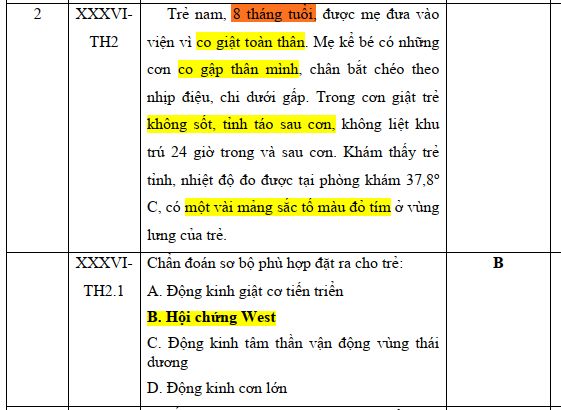 2
XXXVI-
TH2
Trẻ nam, 8 tháng tuổi, được mẹ đưa vào
viện vì co giật toàn thân. Mẹ kể bé có những
cơn co gập thân mình, chân bắt chéo theo
nhịp điệu, chi dưới gấp. Trong cơn giật trẻ
không sốt, tỉnh táo sau cơn, không liệt khu
trú 24 giờ trong và sau cơn. Khám thấy trẻ
tỉnh, nhiệt độ đo được tại phòng khám 37,8°
C, có một vài mảng sắc tố màu đỏ tím ở vùng
lưng của trẻ.
XXXVI-
TH2.1
Chẩn đoán sơ bộ phù hợp đặt ra cho trẻ:
A. Động kinh giật cơ tiến triển
B. Hội chứng West
C. Động kinh tâm thần vận động vùng thái
dương
D. Động kinh cơn lớn
B